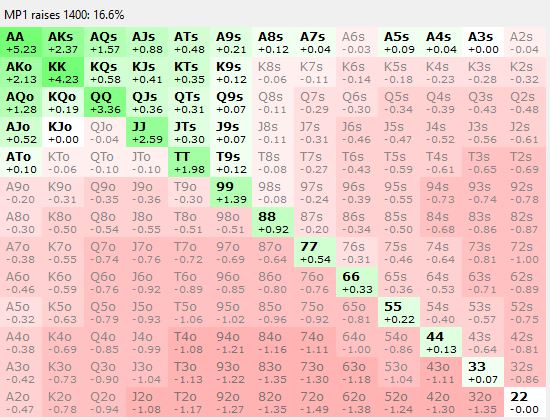 MP1 raises 1400: 16.6%
AA AKs AQs AJs ATs A9s A8s A7s A6s A5s A4s A3s A2s
+5.23 +2.37 +1.57 +0.88 +0.48 +0.21 +0.12 +0.04 -0.03 +0.09 +0.04 +0.00 -0.04
AKo KK KQs KJs KTs K9s K8s K7s K6s K5s K4s K3s K2s
+2.13 +4.23 +0.58 +0.41 +0.35 +0.12 -0.06 -0.11 -0.14 -0.18 -0.23 -0.28 -0.32
AQo KQo QQ QJs QTs Q9s Q8s Q7s Q6s Q5s Q4s Q3s Q2s
+1.28 +0.19 +3.36 +0.36 +0.31 +0.07 -0.11 -0.29 -0.30 -0.34 -0.39 -0.43 -0.48
AJo KJo QJo JJ JTs J9s J8s J7s J6s J5s J4s J3s J2s
+0.52 +0.00 -0.04 +2.59 +0.30 +0.07 -0.11 -0.31 -0.46 -0.47 -0.52 -0.56 -0.61
ATo KTo QTo JTo TT T9s T8s T7s T6s T5s T4s T3s T2s
+0.10 -0.06 -0.10 -0.10 +1.98 +0.12 -0.08 -0.27 -0.43 -0.59 -0.61 -0.65 -0.69
A9o K9o Q9o J9o T9o 99 98s 97s 96s 95s 94s 93s 92s
-0.20 -0.31 -0.35 -0.36 -0.30 +1.39 -0.08 -0.24 -0.39 -0.55 -0.73 -0.74 -0.78
A8o K8o Q8o J8o T8o 98o 88 87s 86s 85s 84s 83s 82s
-0.30 -0.50 -0.54 -0.55 -0.51 -0.51 +0.92 -0.20 -0.34 -0.50 -0.68 -0.86 -0.87
A7o K7o Q7o J7o T7o 97o 87o 77 76s 75s 74s 73s 72s
-0.38 -0.55 -0.74 -0.76 -0.72 -0.69 -0.64 +0.54 -0.31 -0.46 -0.64 -0.81 -1.00
A6o K6o Q6o J6o T6o 96o 86o 76o 66 65s 64s 63s 62s
-0.46 -0.59 -0.76 -0.92 -0.89 -0.85 -0.80 -0.76 +0.33 -0.36 -0.53 -0.71 -0.89
A5o K5o Q5o J5o T5o 95o 85o 75o 65o 55 54s 53s 52s
-0.32 -0.63 -0.79 -0.93 -1.06 -1.02 -0.96 -0.92 -0.81 +0.22 -0.40 -0.57 -0.75
A4o K4o Q4o J4o T4o 94o 84o 74o 64o 54o 44 43s 42s
-0.38 -0.69 -0.85 -0.99 -1.08 -1.21 -1.16 -1.11 -1.00 -0.86 +0.13 -0.64 -0.81
A3o K3o Q3o J3o T3o 93o 83o 73o 63o 53o 43o 33 32s
-0.42 -0.73 -0.90 -1.04 -1.13 -1.22 -1.35 -1.30 -1.18 -1.04 -1.11 +0.07 -0.86
A2o K2o Q2o J2o T2o 92o 82o 72o 62o 52o 42o 32o 22
-0.47 -0.78 -0.94 -1.08 -1.17 -1.27 -1.35 -1.49 -1.38 -1.24 -1.30 -1.35 -0.00